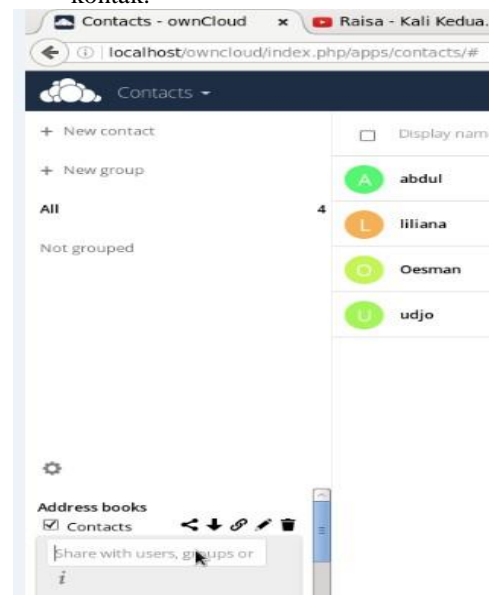 kontak.
Contacts - ownCloud
Raisa - Kali Kedua.
localhost/owncloud/index.php/apps/contacts/#
Contacts
+ New contact
+ New group
All 4
Not grouped
Display nam
A abdul
L liliana
O Oesman
U udjo
Address books
Contacts
Share with users, groups or
i